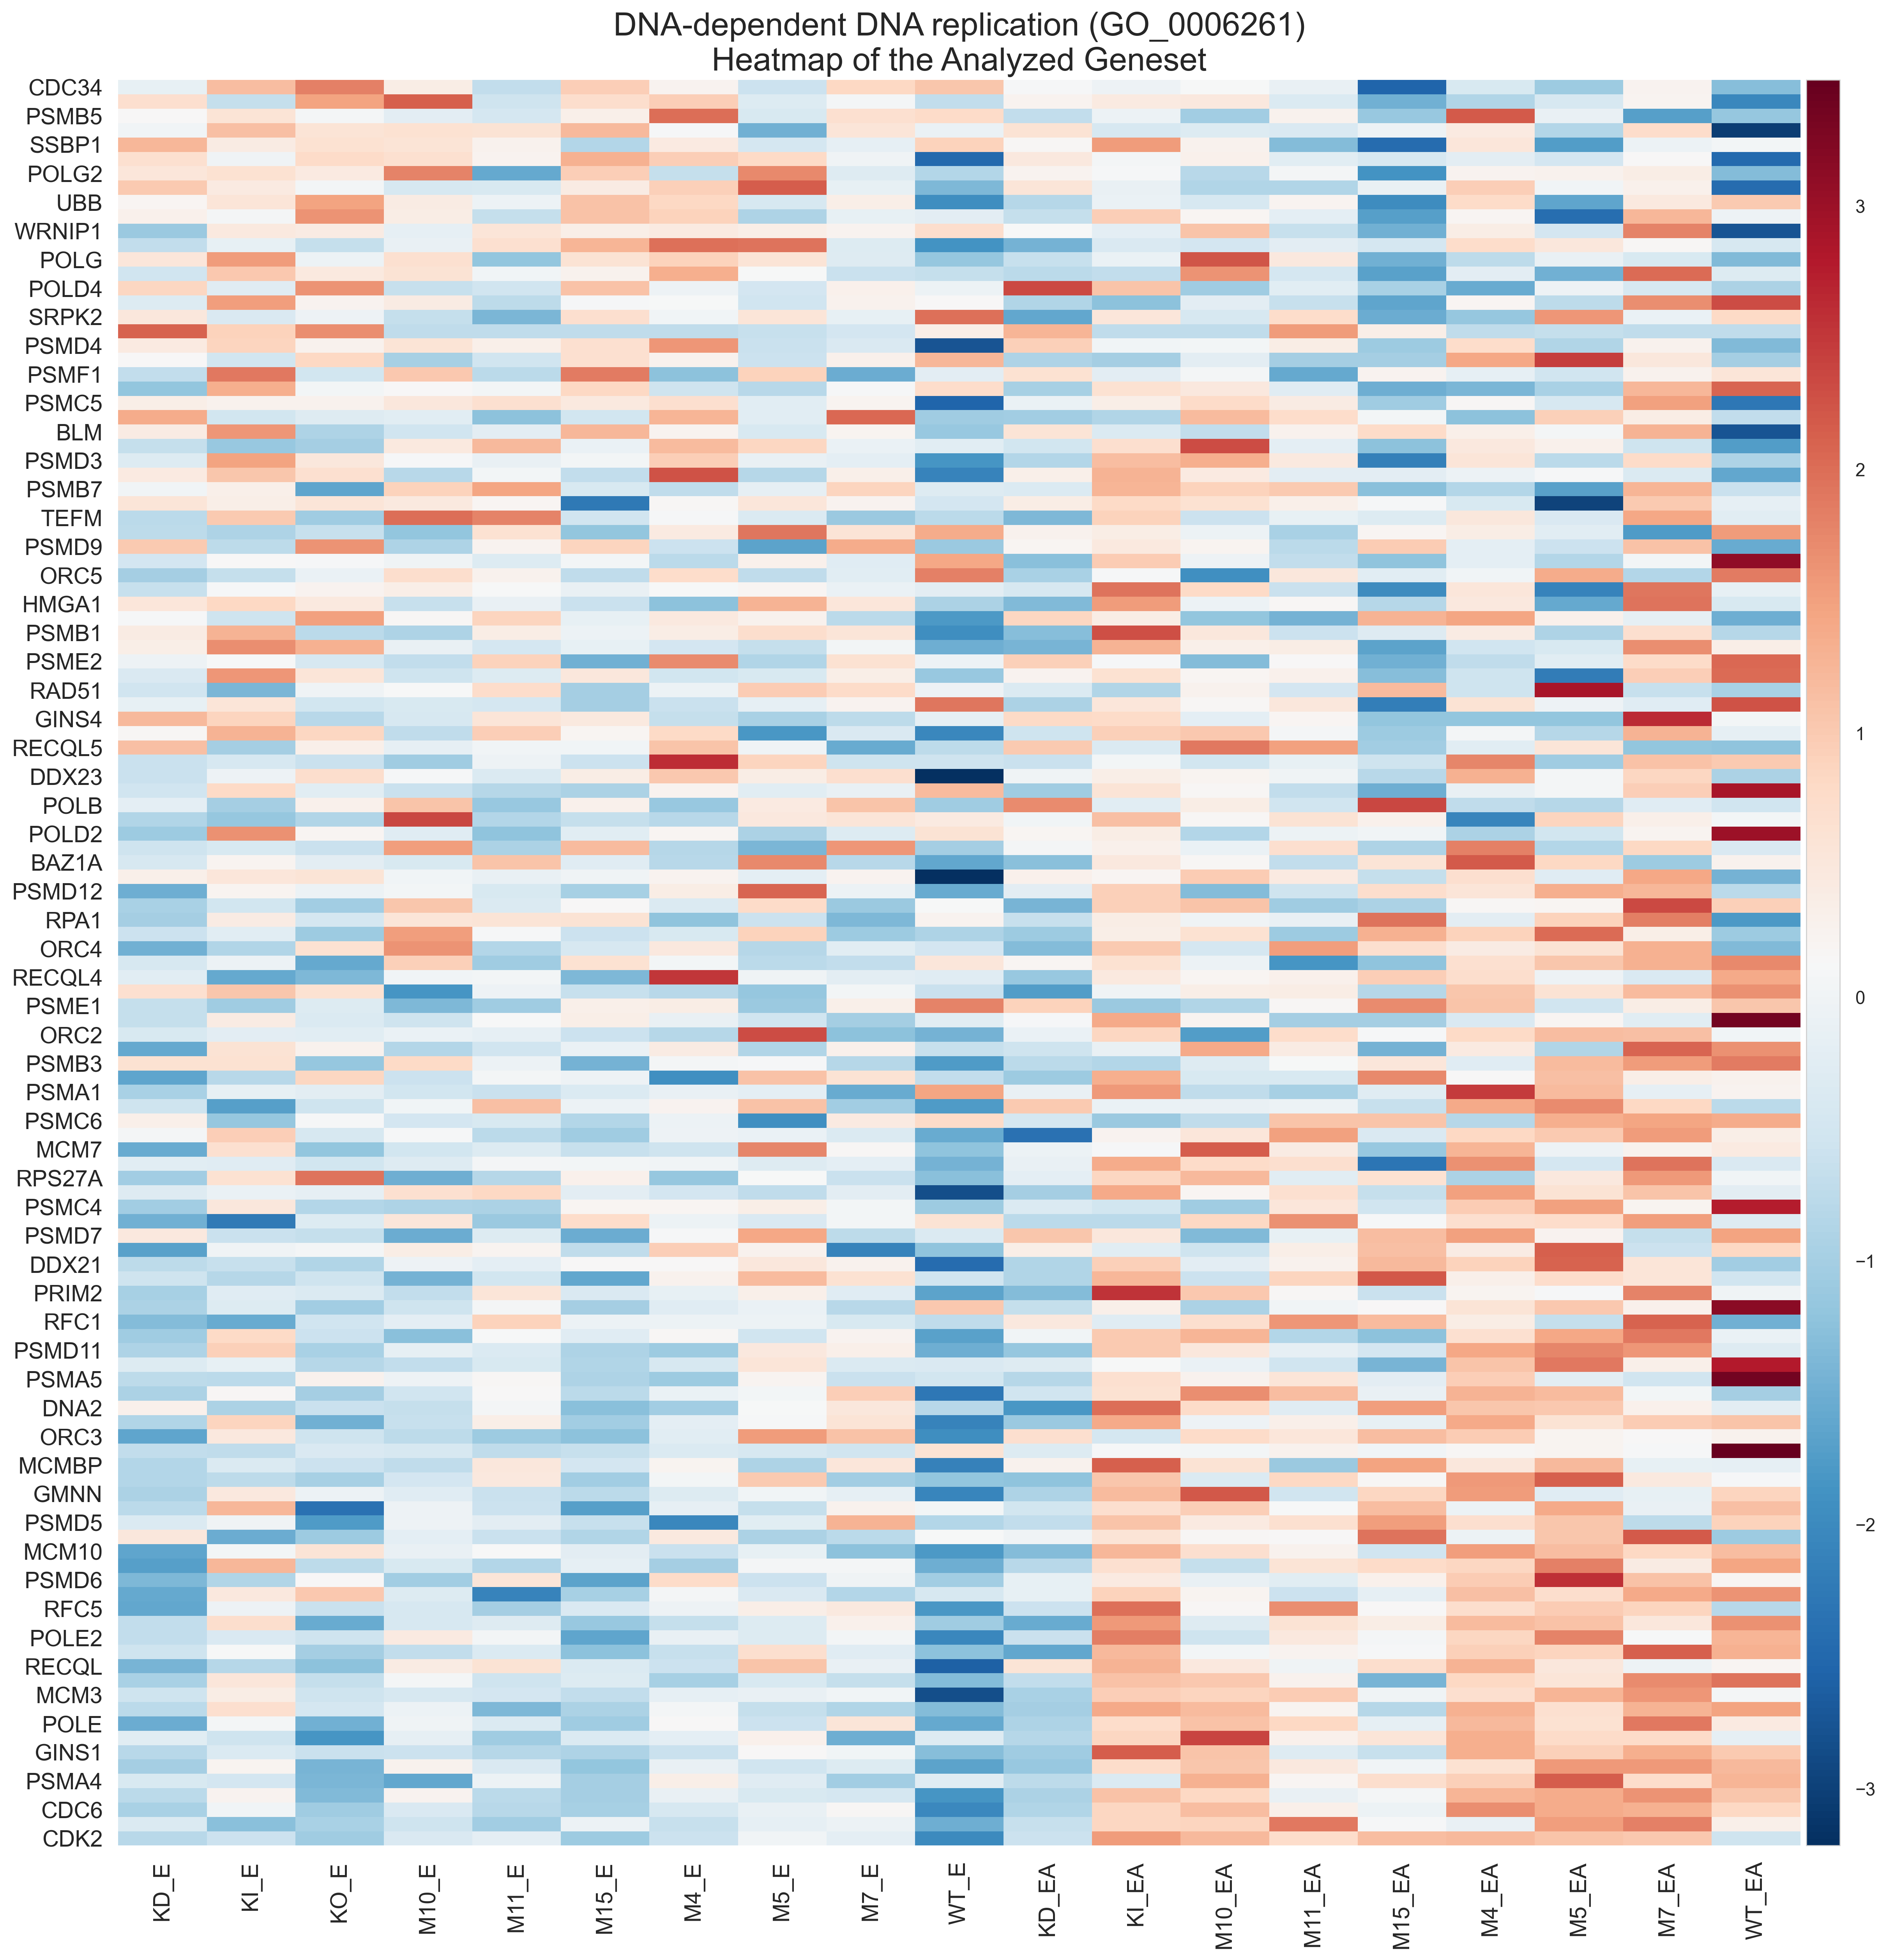 DNA-dependent DNA replication (GO_0006261)
Heatmap of the Analyzed Geneset
CDC34
PSMB5
SSBP1
POLG2
UBB
WRNIP1
POLG
POLD4
SRPK2
PSMD4
PSMF1
PSMC5
BLM
PSMD3
PSMB7
TEFM
PSMD9
ORC5
HMGA1
PSMB1
PSME2
RAD51
GINS4
RECQL5
DDX23
POLB
POLD2
BAZ1A
PSMD12
RPA1
ORC4
RECQL4
PSME1
ORC2
PSMB3
PSMA1
PSMC6
MCM7
RPS27A
PSMC4
PSMD7
DDX21
PRIM2
RFC1
PSMD11
PSMA5
DNA2
ORC3
MCMBP
GMNN
PSMD5
MCM10
PSMD6
RFC5
POLE2
RECQL
MCM3
POLE
GINS1
PSMA4
CDC6
CDK2
KD_E
KI_E
KO_E
M10_E
M11_E
M15_E
M4_E
M5_E
M7_E
WT_E
KD_EA
KI_EA
M10_EA
M11_EA
M15_EA
M4_EA
M5_EA
M7_EA
WT_EA
3
2
1
0
−1
−2
−3